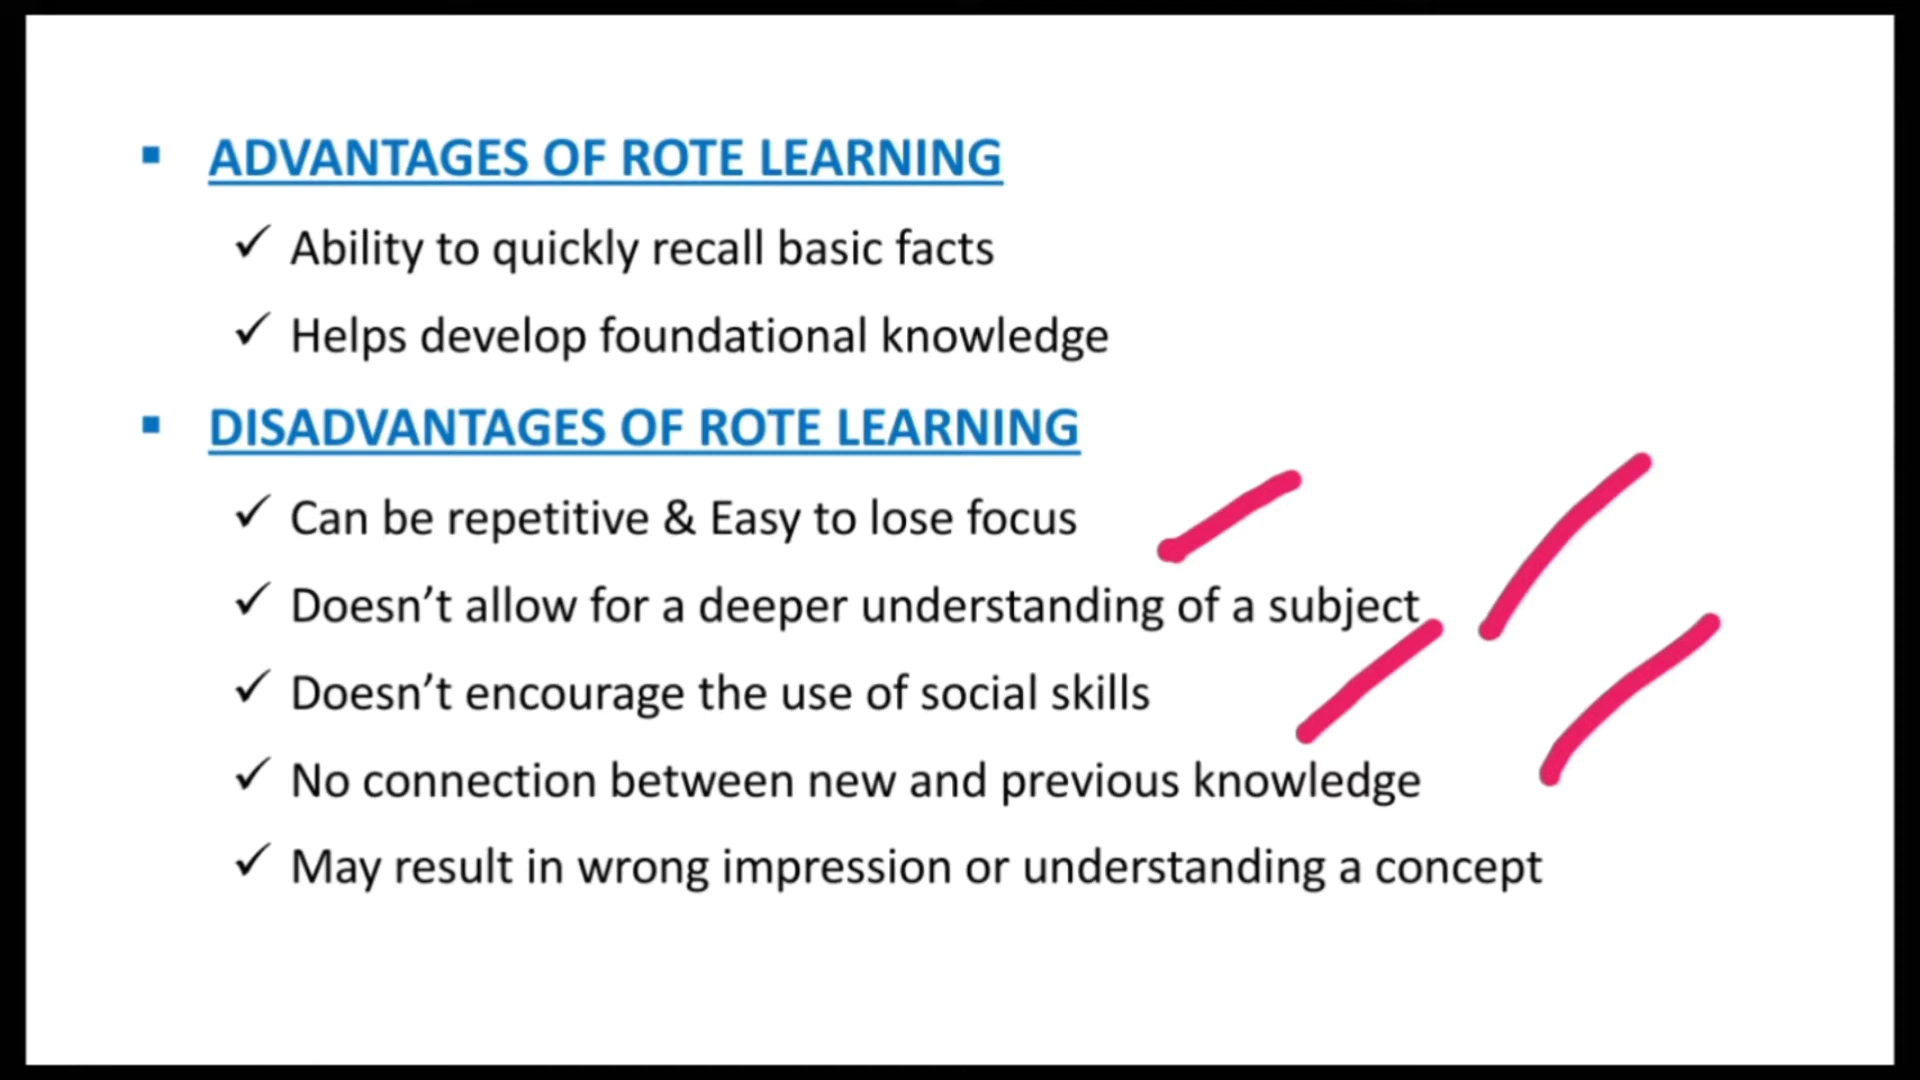 ADVANTAGES OF ROTE LEARNING
Ability to quickly recall basic facts
Helps develop foundational knowledge
DISADVANTAGES OF ROTE LEARNING
Can be repetitive & Easy to lose focus
Doesn’t allow for a deeper understanding of a subject
Doesn’t encourage the use of social skills
No connection between new and previous knowledge
May result in wrong impression or understanding a concept